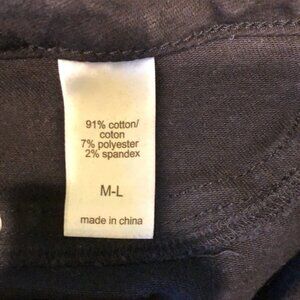 91% cotton/
coton
7% polyester
2% spandex
M-L
made in china